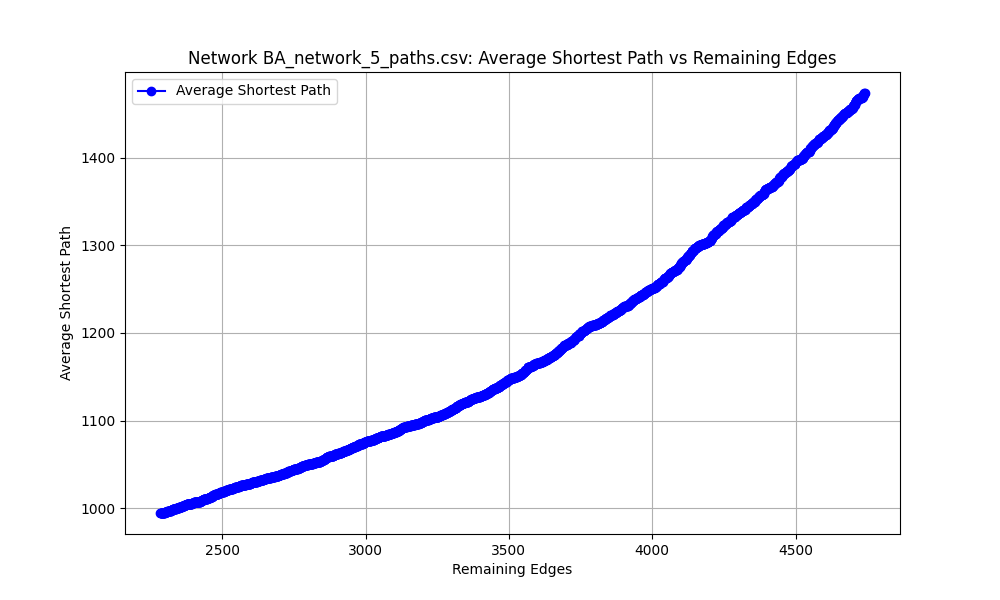 Network BA_network_5_paths.csv: Average Shortest Path vs Remaining Edges
Average Shortest Path
1400
1300
1200
1100
1000
Average Shortest Path
2500 3000 3500 4000 4500
Remaining Edges